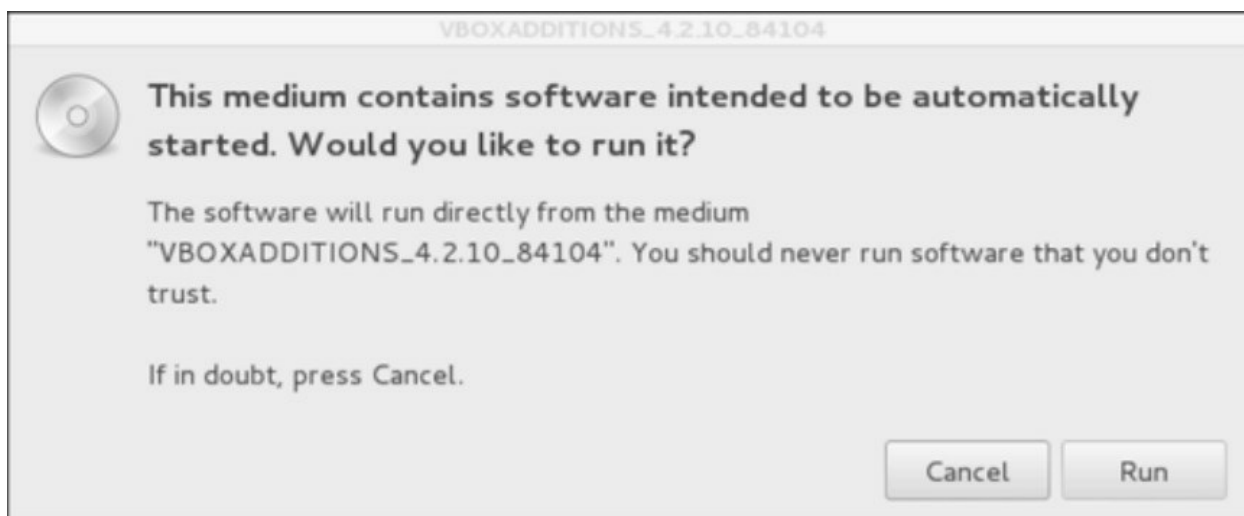 VBOXADDITIONS_4.2.10_84104
This medium contains software intended to be automatically
started. Would you like to run it?
The software will run directly from the medium
"VBOXADDITIONS_4.2.10_84104". You should never run software that you don't
trust.
If in doubt, press Cancel.
Cancel
Run